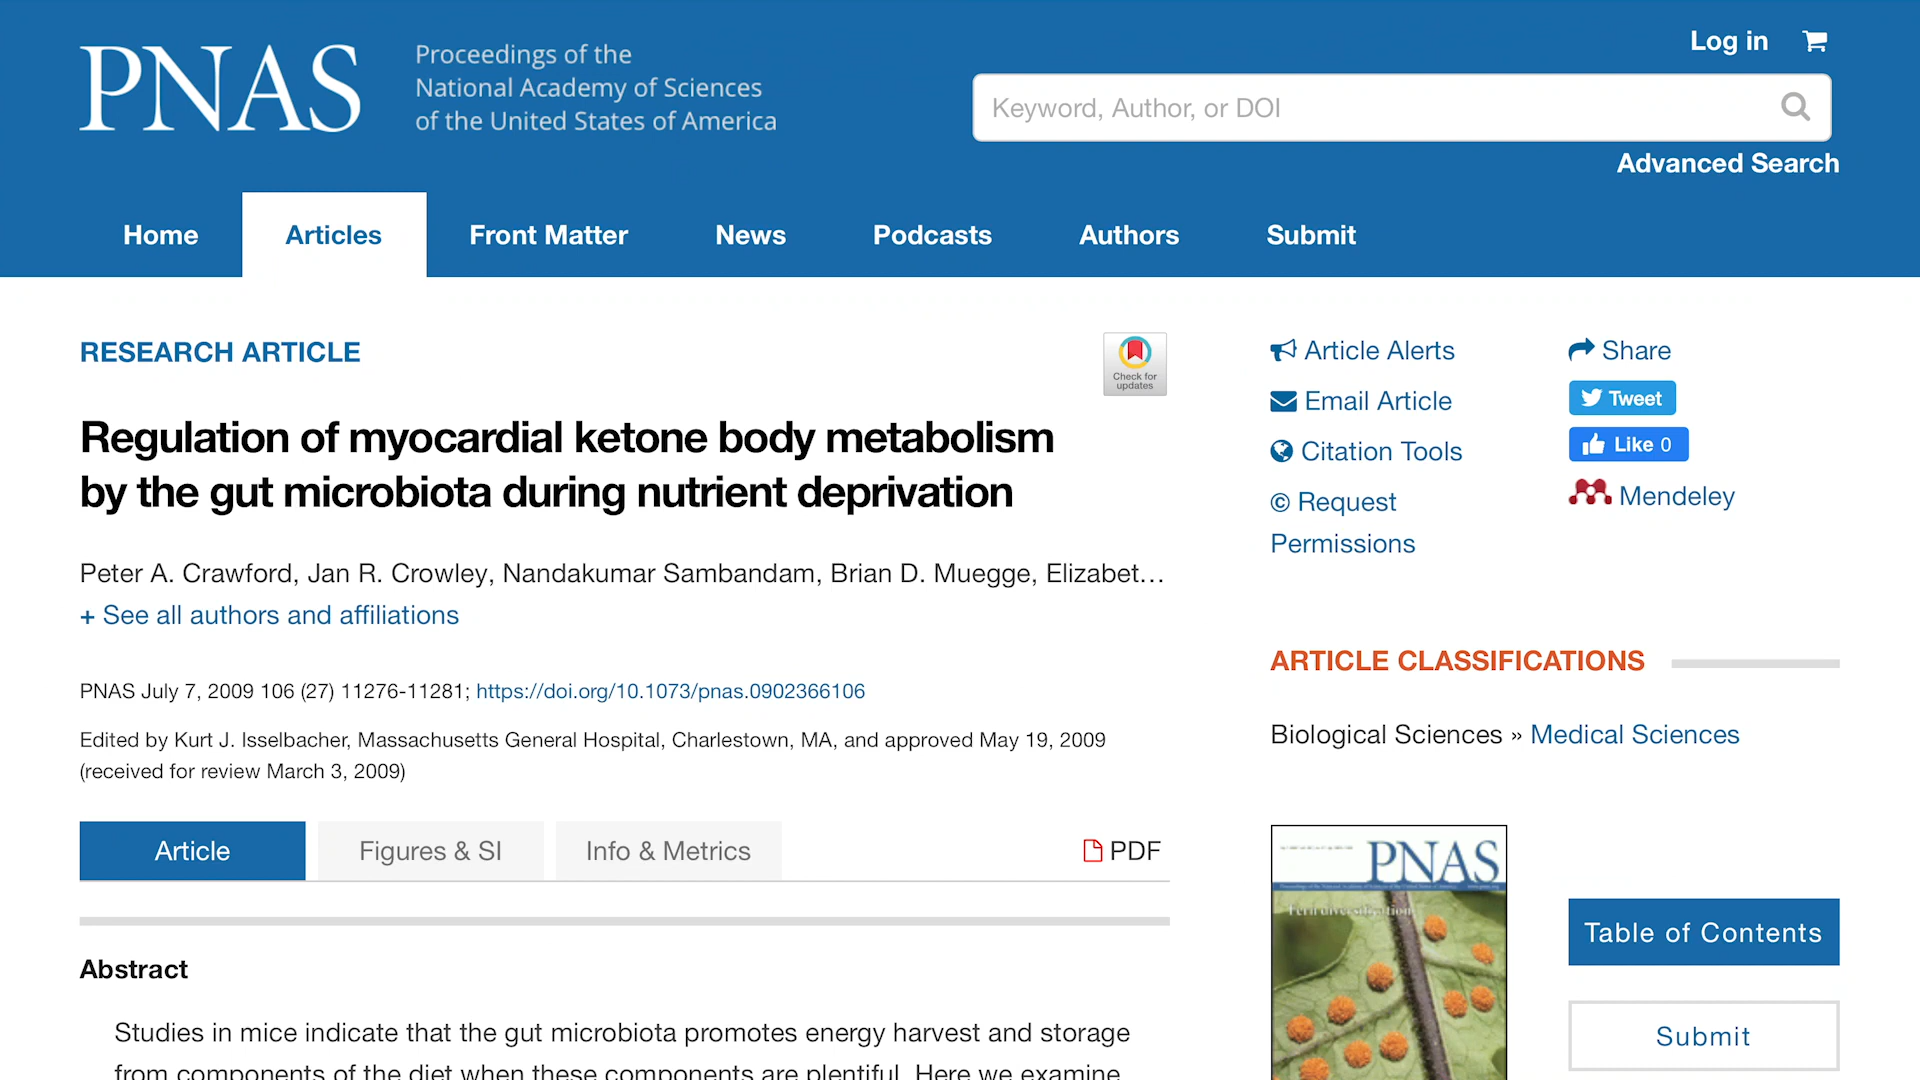 PNAS
Proceedings of the
National Academy of Sciences
of the United States of America
Log in
Keyword, Author, or DOI
Advanced Search
Home
Articles
Front Matter
News
Podcasts
Authors
Submit
RESEARCH ARTICLE
Check for
updates
Regulation of myocardial ketone body metabolism
by the gut microbiota during nutrient deprivation
Peter A. Crawford, Jan R. Crowley, Nandakumar Sambandam, Brian D. Muegge, Elizabet…
+ See all authors and affiliations
PNAS July 7, 2009 106 (27) 11276-11281; https://doi.org/10.1073/pnas.0902366106
Edited by Kurt J. Isselbacher, Massachusetts General Hospital, Charlestown, MA, and approved May 19, 2009
(received for review March 3, 2009)
Article
Figures & SI
Info & Metrics
PDF
Abstract
Studies in mice indicate that the gut microbiota promotes energy harvest and storage
from components of the diet when these components are plentiful. Here we examine
Article Alerts
Email Article
Citation Tools
© Request
Permissions
Share
Tweet
Like 0
Mendeley
ARTICLE CLASSIFICATIONS
Biological Sciences » Medical Sciences
PNAS
Fern diversification
Table of Contents
Submit